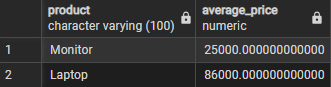 product average_price
character varying (100) numeric
1 Monitor 25000.000000000000
2 Laptop 86000.000000000000